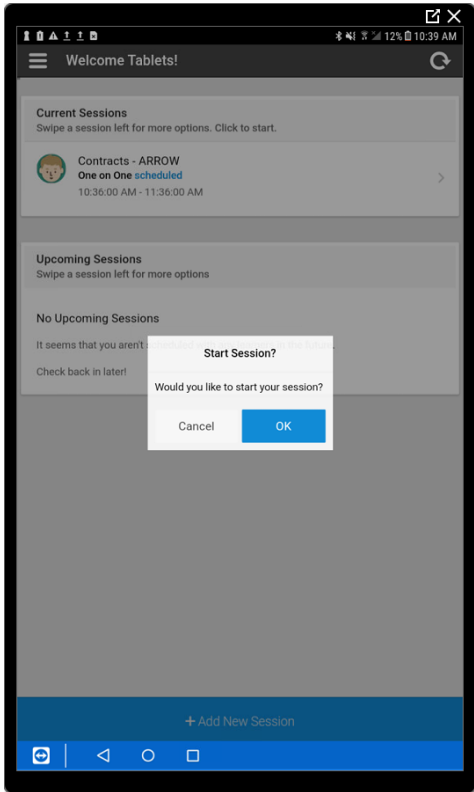 12% 10:39 AM
Welcome Tablets!
Current Sessions
Swipe a session left for more options. Click to start.
Contracts - ARROW
One on One scheduled
10:36:00 AM - 11:36:00 AM
Upcoming Sessions
Swipe a session left for more options
No Upcoming Sessions
It seems that you aren't
Check back in later!
Start Session?
Would you like to start your session?
Cancel OK
+ Add New Session